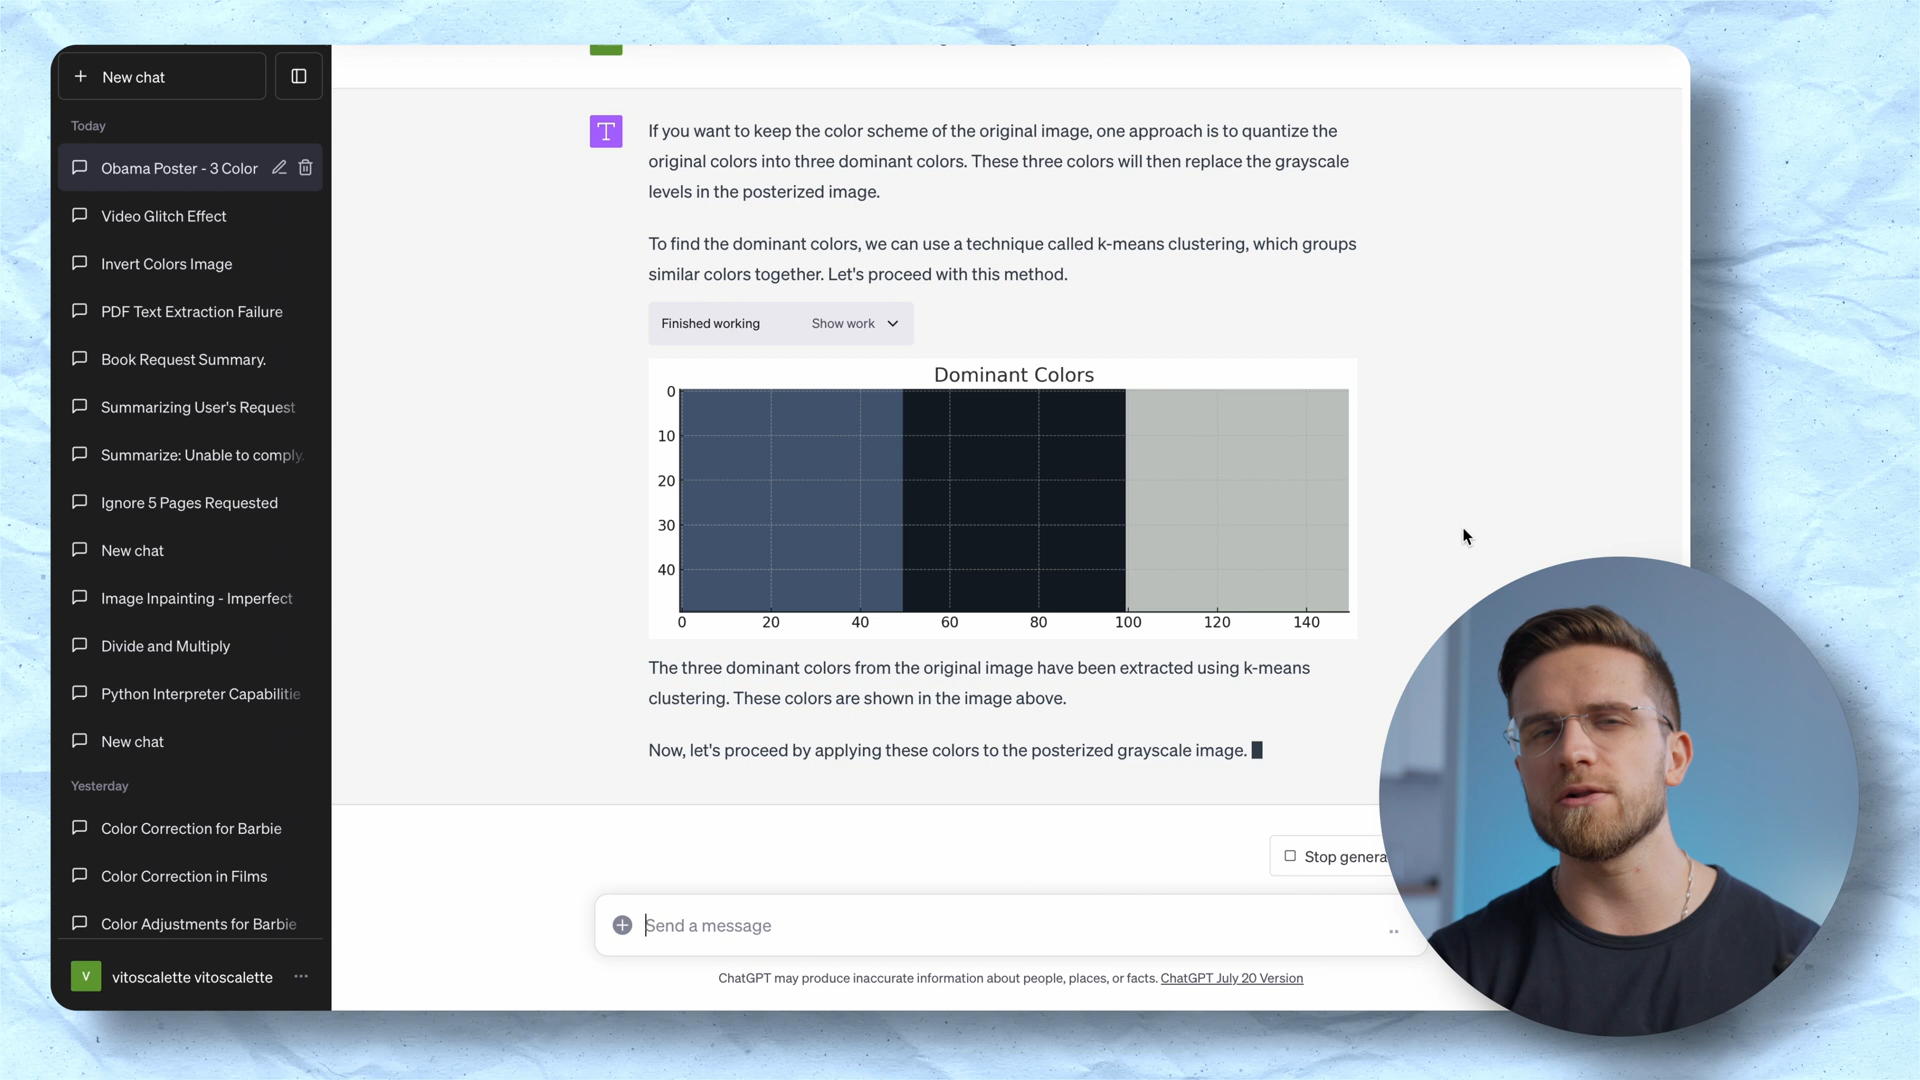 New chat
Today
Obama Poster - 3 Color
Video Glitch Effect
Invert Colors Image
PDF Text Extraction Failure
Book Request Summary.
Summarizing User's Request
Summarize: Unable to comply.
Ignore 5 Pages Requested
New chat
Image Inpainting - Imperfect
Divide and Multiply
Python Interpreter Capabilitie
New chat
Yesterday
Color Correction for Barbie
Color Correction in Films
Color Adjustments for Barbie
V vitoscalette vitoscalette
T
If you want to keep the color scheme of the original image, one approach is to quantize the
original colors into three dominant colors. These three colors will then replace the grayscale
levels in the posterized image.
To find the dominant colors, we can use a technique called k-means clustering, which groups
similar colors together. Let's proceed with this method.
Finished working Show work
Dominant Colors
0
10
20
30
40
0 20 40 60 80 100 120 140
The three dominant colors from the original image have been extracted using k-means
clustering. These colors are shown in the image above.
Now, let's proceed by applying these colors to the posterized grayscale image.
Stop genera
Send a message
ChatGPT may produce inaccurate information about people, places, or facts. ChatGPT July 20 Version